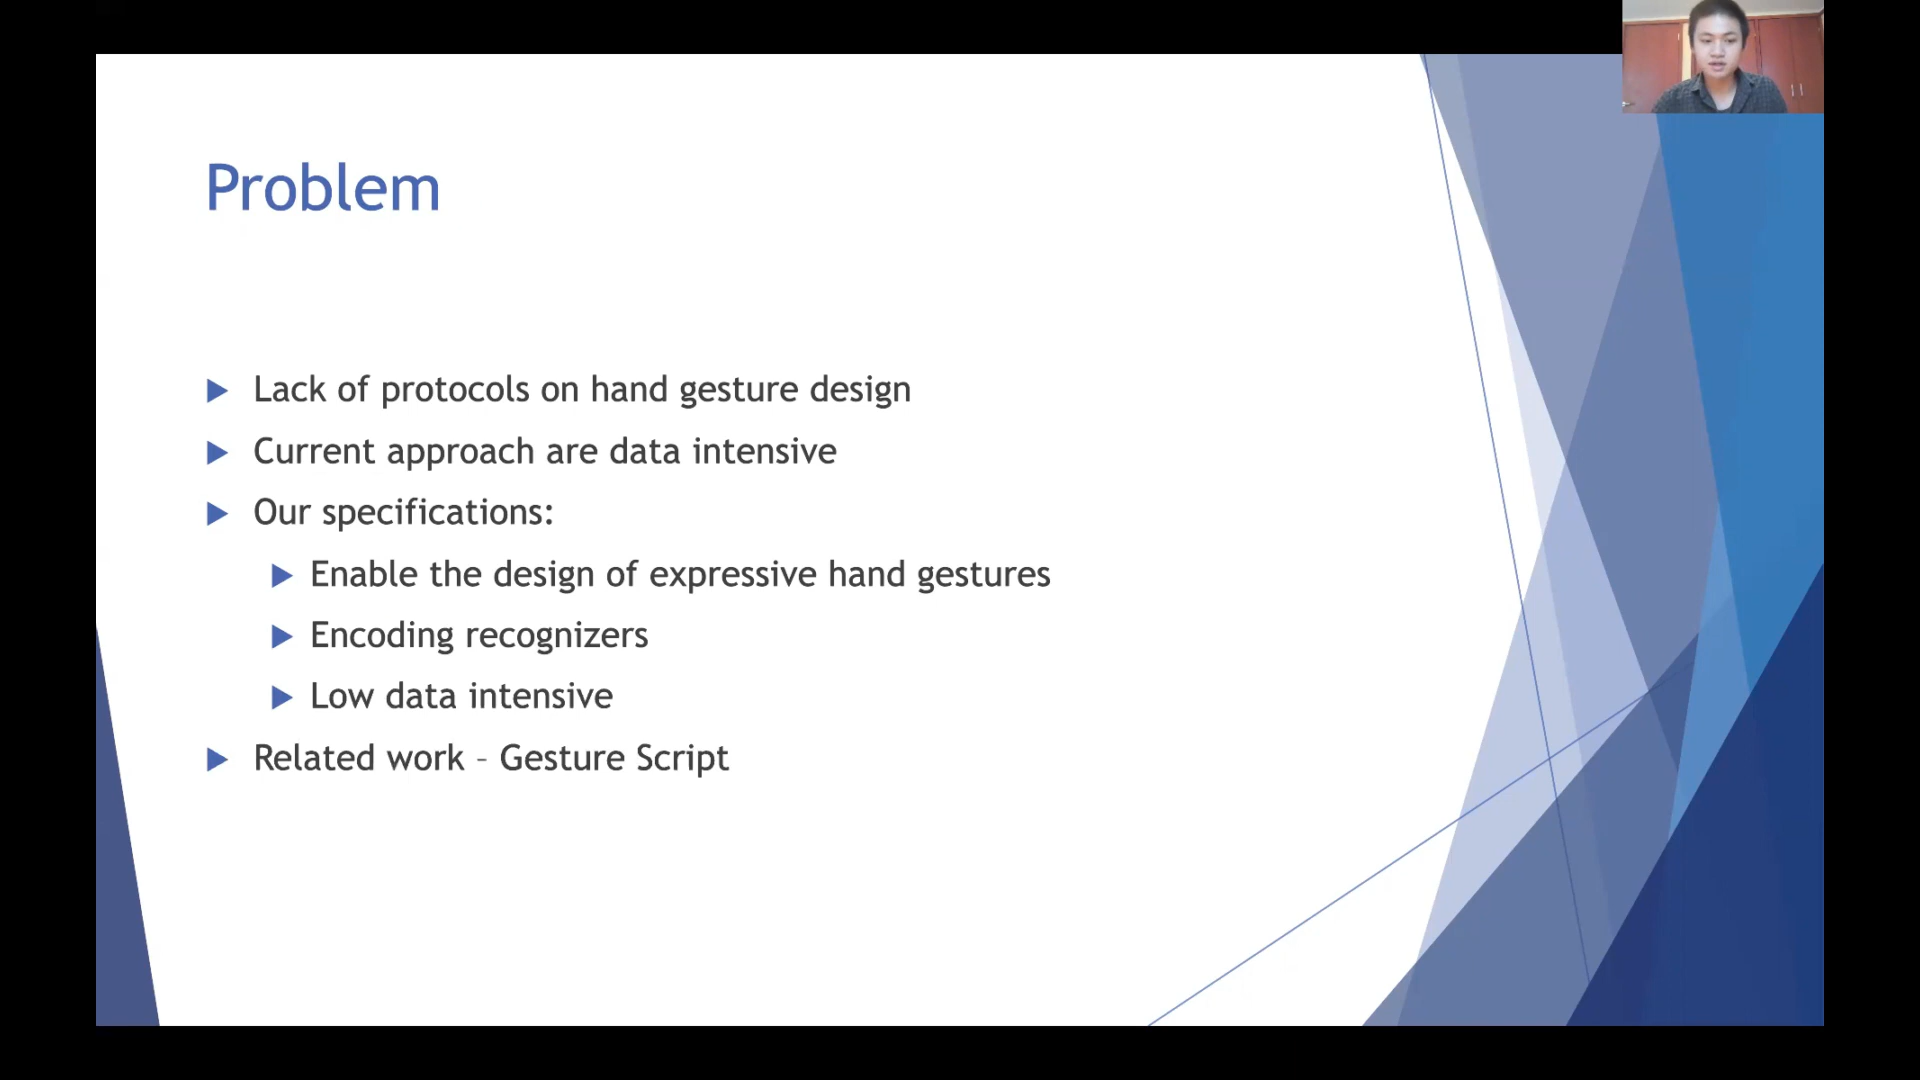 Problem
Lack of protocols on hand gesture design
Current approach are data intensive
Our specifications:
Enable the design of expressive hand gestures
Encoding recognizers
Low data intensive
Related work – Gesture Script